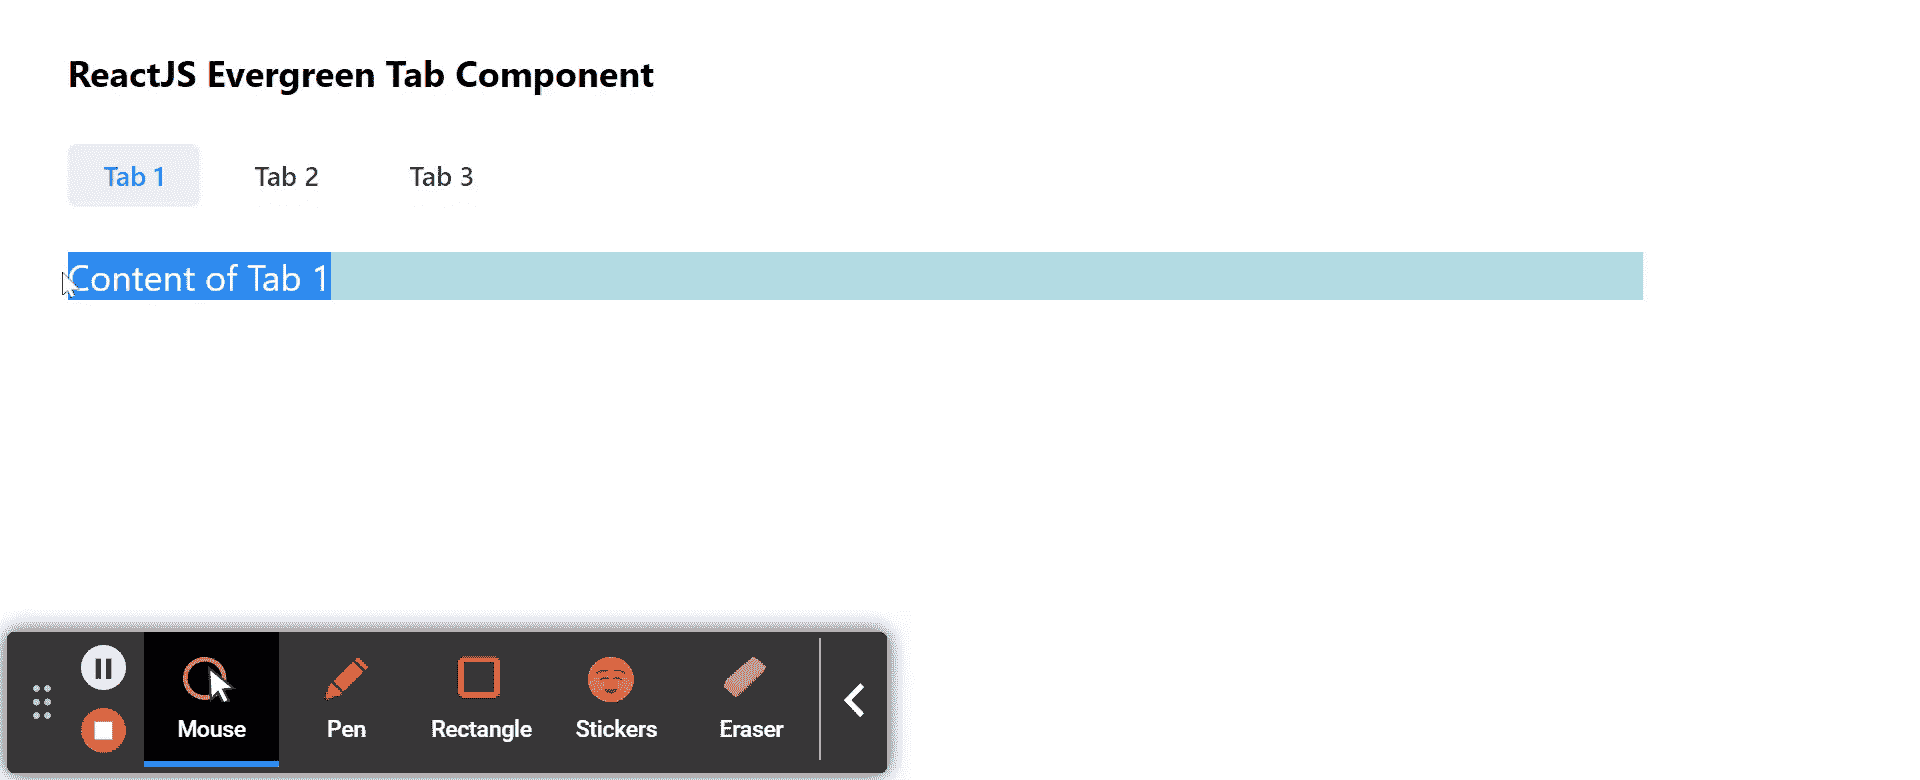 ReactJS Evergreen Tab Component
Tab 1 Tab 2 Tab 3
Content of Tab 1
Mouse Pen Rectangle Stickers Eraser